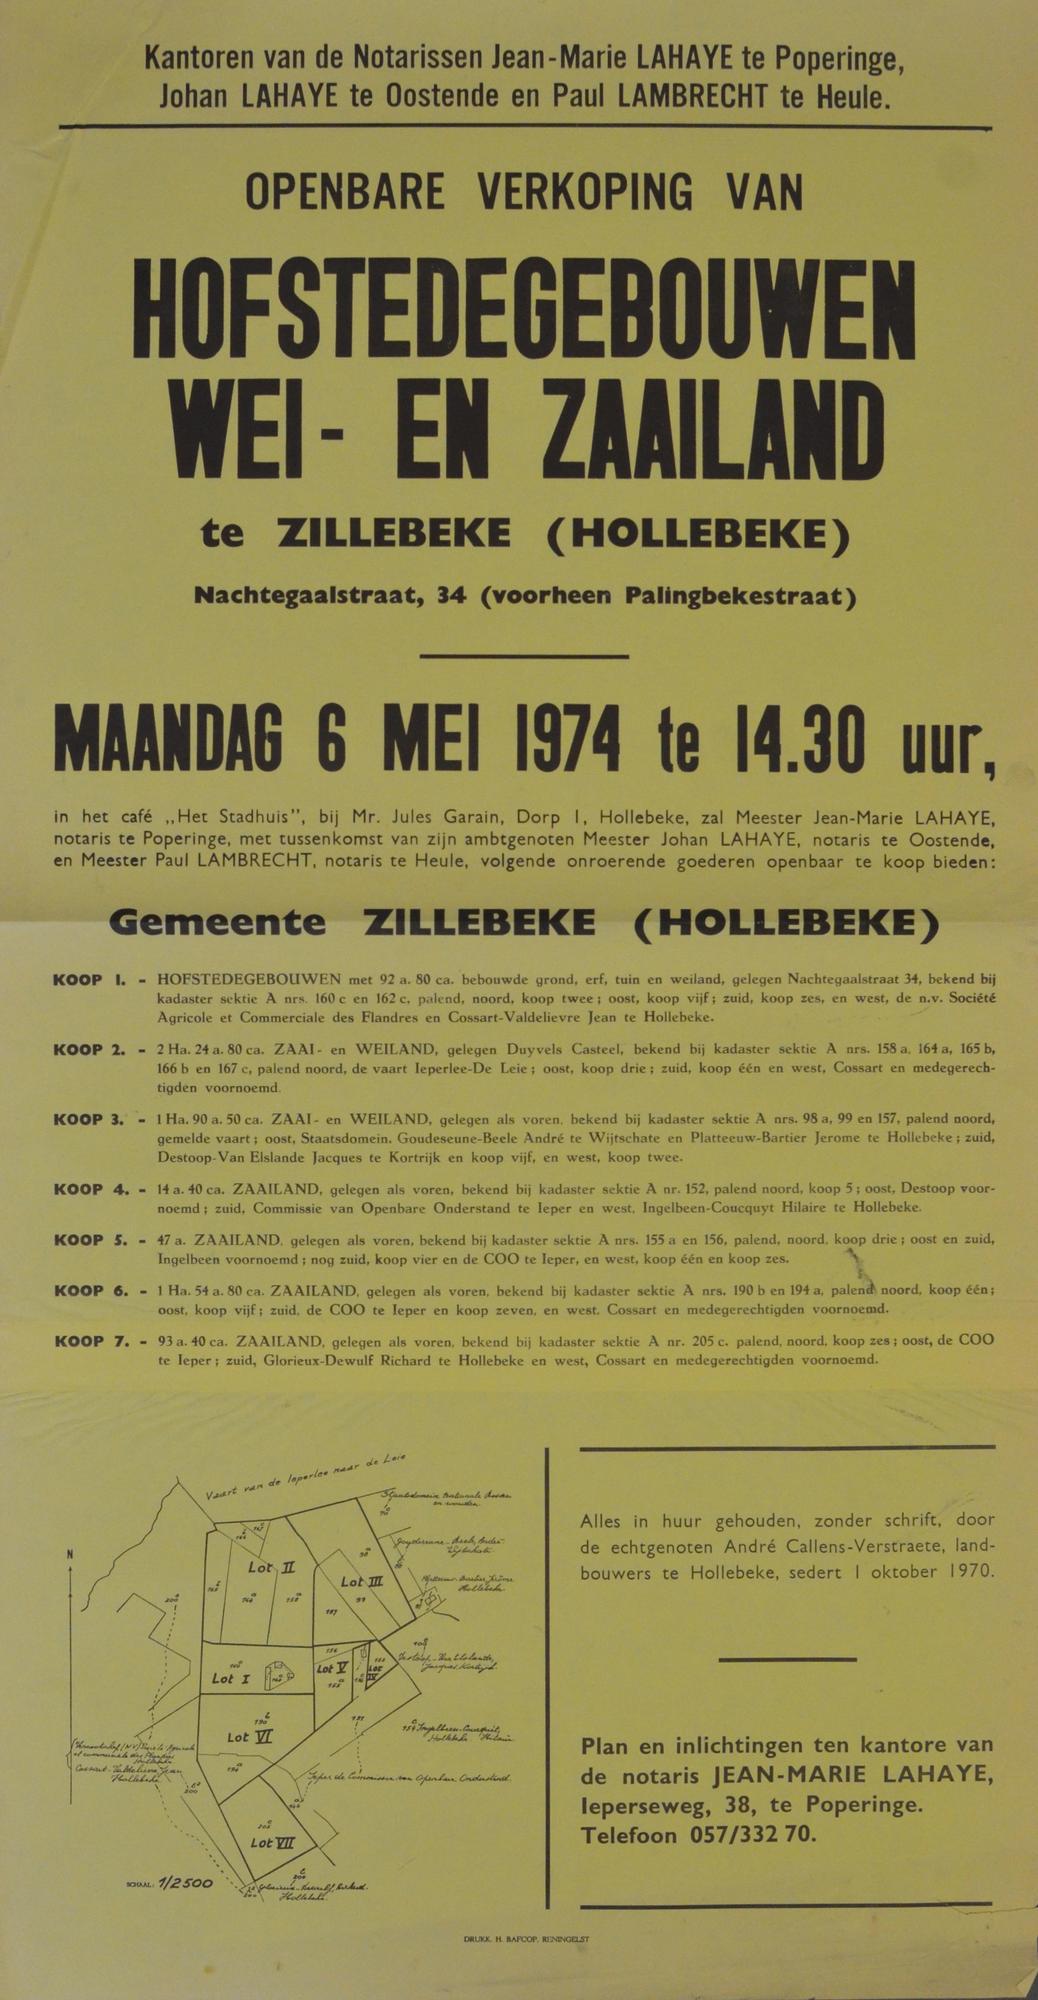 Kantoren van de Notarissen Jean-Marie LAHAYE te Poperinge,
Johan LAHAYE te Oostende en Paul LAMBRECHT te Heule.
OPENBARE VERKOPING VAN
HOFSTEDEGEBOUWEN
WEI- EN ZAAILAND
te ZILLEBEKE (HOLLEBEKE)
Nachtegaalstraat, 34 (voorheen Palingbekestraat)
MAANDAG 6 MEI 1974 te 14.30 uur,
in het café „Het Stadhuis”, bij Mr. Jules Garain, Dorp 1, Hollebeke, zal Meester Jean-Marie LAHAYE,
notaris te Poperinge, met tussenkomst van zijn ambtgenoten Meester Johan LAHAYE, notaris te Oostende,
en Meester Paul LAMBRECHT, notaris te Heule, volgende onroerende goederen openbaar te koop bieden:
Gemeente ZILLEBEKE (HOLLEBEKE)
KOOP 1. - HOFSTEDEGEBOUWEN met 92 a. 80 ca. bebouwde grond, erf, tuin en weiland, gelegen Nachtegaalstraat 34, bekend bij
kadaster sektie A nrs. 160 c en 162 c, palend, noord, koop twee; oost, koop vijf; zuid, koop zes, en west, de n.v. Société
Agricole et Commerciale des Flandres en Cossart-Valdelievre Jean te Hollebeke.
KOOP 2. - 2 Ha. 24 a. 80 ca. ZAAI- en WEILAND, gelegen Duyvels Casteel, bekend bij kadaster sektie A nrs. 158 a, 164 a, 165 b,
166 b en 167 c, palend noord, de vaart Ieperlee-De Leie; oost, koop drie; zuid, koop één en west, Cossart en medegerech-
tigden voornoemd.
KOOP 3. - 1 Ha. 90 a. 50 ca. ZAAI- en WEILAND, gelegen als voren, bekend bij kadaster sektie A nrs. 98 a, 99 en 157, palend noord,
gemelde vaart; oost, Staatsdomein, Goudeseune-Beele André te Wijtschate en Platteeuw-Bartier Jerome te Hollebeke; zuid,
Destoop-Van Elslande Jacques te Kortrijk en koop vijf, en west, koop twee.
KOOP 4. - 14 a. 40 ca. ZAAILAND, gelegen als voren, bekend bij kadaster sektie A nr. 152, palend noord, koop 5; oost, Destoop voor-
noemd; zuid, Commissie van Openbare Onderstand te Ieper en west, Ingelbeen-Coucquyt Hilaire te Hollebeke.
KOOP 5. - 47 a. ZAAILAND, gelegen als voren, bekend bij kadaster sektie A nrs. 155 a en 156, palend, noord, koop drie; oost en zuid,
Ingelbeen voornoemd; nog zuid, koop vier en de COO te Ieper, en west, koop één en koop zes.
KOOP 6. - 1 Ha. 54 a. 80 ca. ZAAILAND, gelegen als voren, bekend bij kadaster sektie A nrs. 190 b en 194 a, palend noord, koop één;
oost, koop vijf; zuid, de COO te Ieper en koop zeven, en west, Cossart en medegerechtigden voornoemd.
KOOP 7. - 93 a. 40 ca. ZAAILAND, gelegen als voren, bekend bij kadaster sektie A nr. 205 c. palend, noord, koop zes; oost, de COO
te Ieper; zuid, Glorieux-Dewulf Richard te Hollebeke en west, Cossart en medegerechtigden voornoemd.
Vaart van de Ieperlee naar de Leie
N
Lot II
Lot III
99
Lot I
Lot V
Lot IV
Lot VI
Lot VII
Hollebeke
SCHAAL: 1/2500
Alles in huur gehouden, zonder schrift, door
de echtgenoten André Callens-Verstraete, land-
bouwers te Hollebeke, sedert 1 oktober 1970.
Plan en inlichtingen ten kantore van
de notaris JEAN-MARIE LAHAYE,
Ieperseweg, 38, te Poperinge.
Telefoon 057/332 70.
DRUKK. H. BAFCOP, RENINGELST